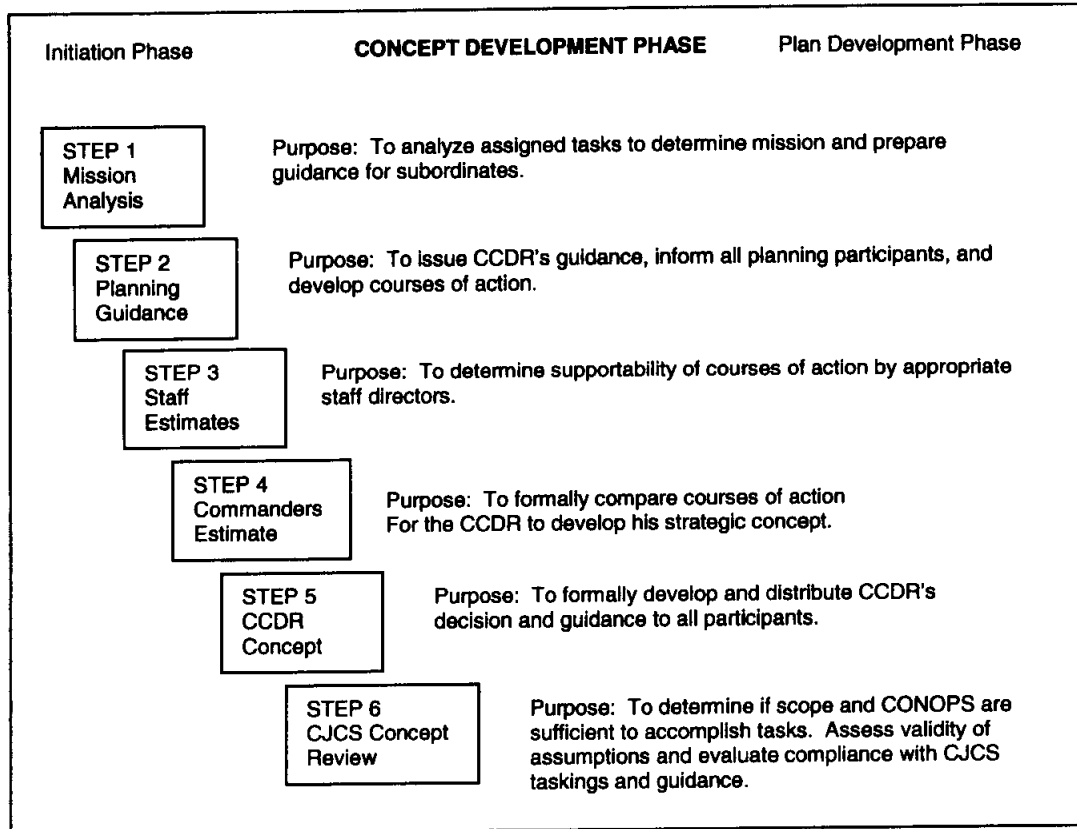 Initiation Phase CONCEPT DEVELOPMENT PHASE Plan Development Phase
STEP 1
Mission
Analysis
Purpose: To analyze assigned tasks to determine mission and prepare
guidance for subordinates.
STEP 2
Planning
Guidance
Purpose: To issue CCDR's guidance, inform all planning participants, and
develop courses of action.
STEP 3
Staff
Estimates
Purpose: To determine supportability of courses of action by appropriate
staff directors.
STEP 4
Commanders
Estimate
Purpose: To formally compare courses of action
For the CCDR to develop his strategic concept.
STEP 5
CCDR
Concept
Purpose: To formally develop and distribute CCDR's
decision and guidance to all participants.
STEP 6
CJCS Concept
Review
Purpose: To determine if scope and CONOPS are
sufficient to accomplish tasks. Assess validity of
assumptions and evaluate compliance with CJCS
taskings and guidance.